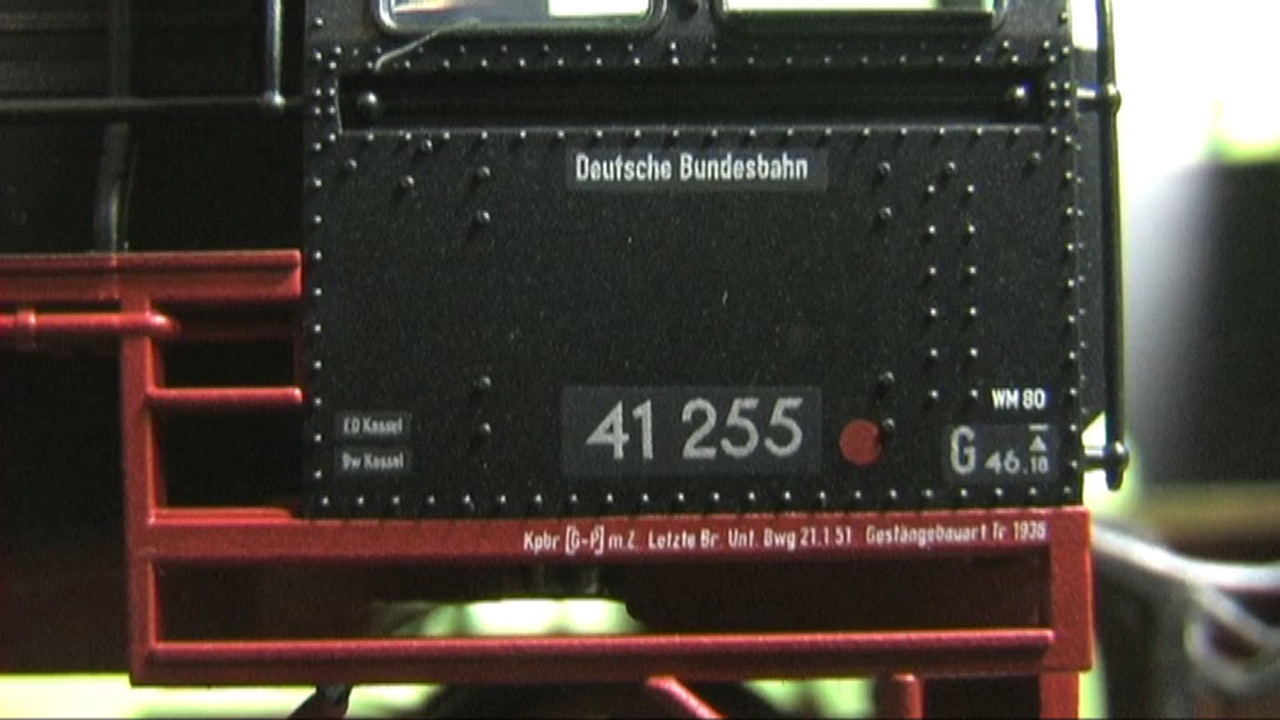 Deutsche Bundesbahn
WM 80
41 255
ED Kassel
Bw Kassel
G 46.18
Kpbr [G-P] m.Z. Letzte Br. Unt. Bwg 21.1.51 Gestängebauart Tr 1938